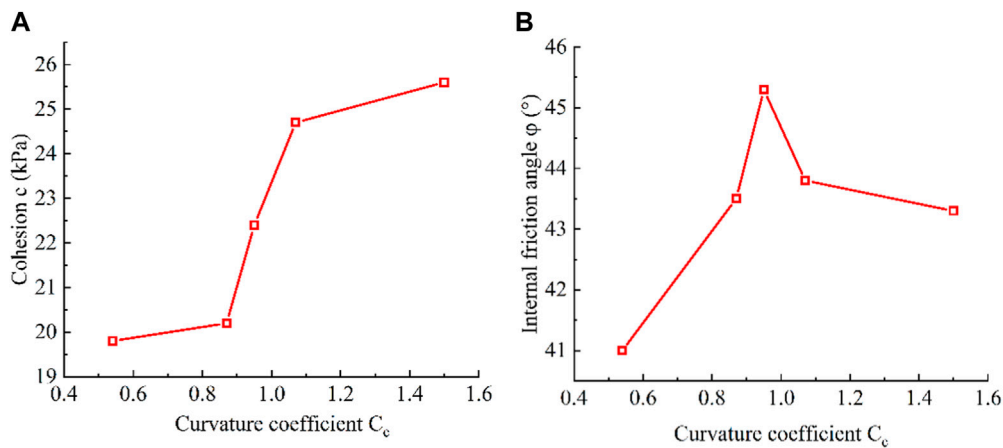 A
Cohesion c (kPa)
26
25
24
23
22
21
20
19
0.4 0.6 0.8 1.0 1.2 1.4 1.6
Curvature coefficient Cc
B
Internal friction angle φ (°)
46
45
44
43
42
41
0.4 0.6 0.8 1.0 1.2 1.4 1.6
Curvature coefficient Cc